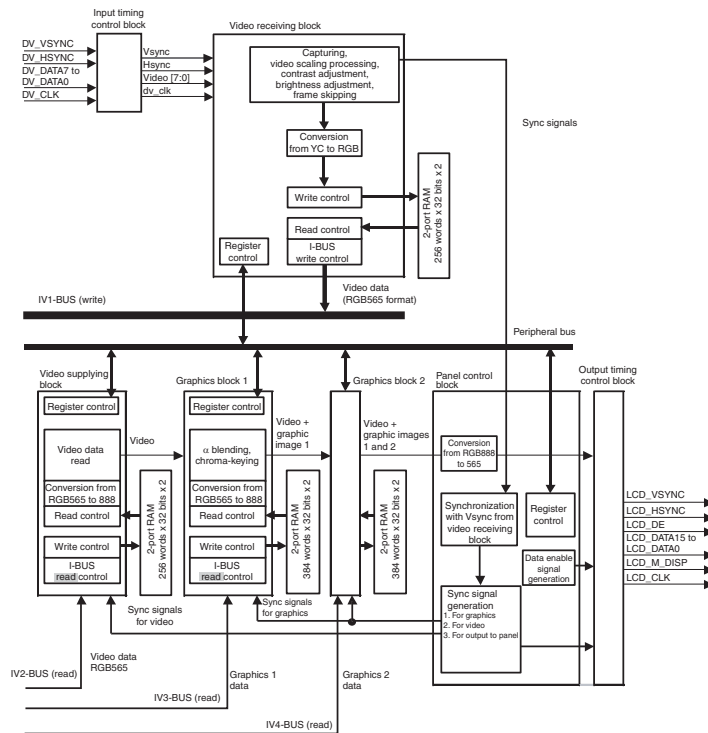 Input timing
control block
DV_VSYNC
DV_HSYNC
DV_DATA7 to
DV_DATA0
DV_CLK
Vsync
Hsync
Video [7:0]
dv_clk
Video receiving block
Capturing,
video scaling processing,
contrast adjustment,
brightness adjustment,
frame skipping
Conversion
from YC to RGB
Write control
Read control
I-BUS
write control
Register
control
2-port RAM
256 words x 32 bits x 2
Sync signals
Video data
(RGB565 format)
IV1-BUS (write)
Peripheral bus
Video supplying
block
Register control
Video data
read
Conversion from
RGB565 to 888
Read control
Write control
I-BUS
read control
2-port RAM
256 words x 32 bits x 2
Video
Graphics block 1
Register control
α blending,
chroma-keying
Conversion from
RGB565 to 888
Read control
Write control
I-BUS
read control
2-port RAM
384 words x 32 bits x 2
Video +
graphic
image 1
Graphics block 2
Video +
graphic images
1 and 2
2-port RAM
384 words x 32 bits x 2
Panel control
block
Conversion
from RGB888
to 565
Synchronization
with Vsync from
video receiving
block
Register
control
Data enable
signal
generation
Sync signal
generation
1. For graphics
2. For video
3. For output to panel
Output timing
control block
LCD_VSYNC
LCD_HSYNC
LCD_DE
LCD_DATA15 to
LCD_DATA0
LCD_M_DISP
LCD_CLK
Sync signals
for video
Sync signals
for graphics
Video data
RGB565
Graphics 1
data
Graphics 2
data
IV2-BUS (read)
IV3-BUS (read)
IV4-BUS (read)